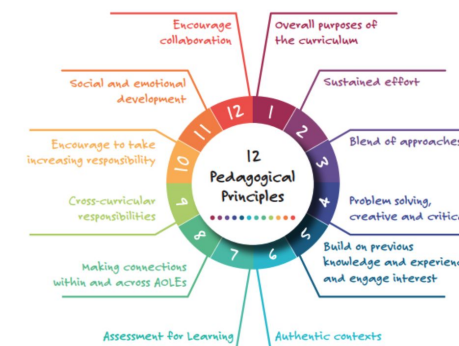 Encourage
collaboration
Overall purposes of
the curriculum
Social and emotional
development
Sustained effort
Encourage to take
increasing responsibility
Blend of approaches
Cross-curricular
responsibilities
Problem solving,
creative and critic
Making connections
within and across AOLEs
Build on previous
knowledge and experience
and engage interest
Assessment for Learning
Authentic contexts
12
Pedagogical
Principles
1
2
3
4
5
6
7
8
9
10
11
12